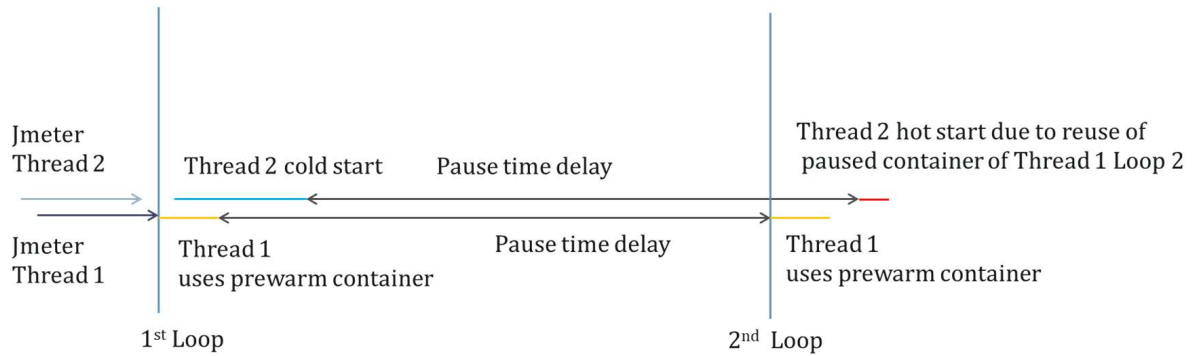 Jmeter
Thread 2
Thread 2 cold start
Pause time delay
Thread 2 hot start due to reuse of
paused container of Thread 1 Loop 2
Jmeter
Thread 1
Thread 1
uses prewarm container
Pause time delay
Thread 1
uses prewarm container
1st Loop
2nd Loop